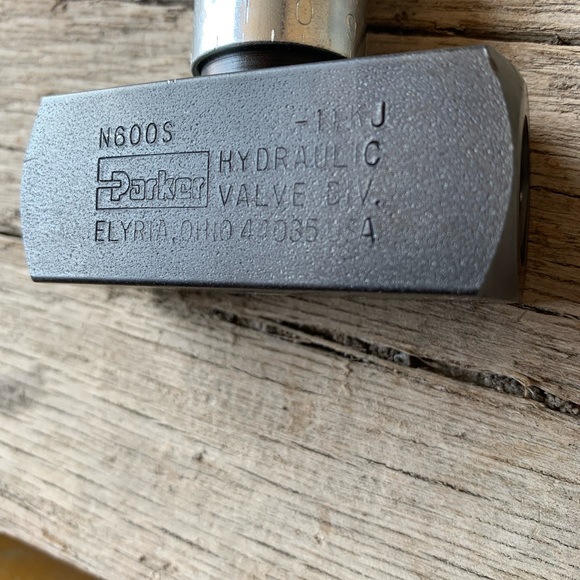 N600S J
Parker HYDRAULIC C
VALVE DIV.
ELYRIA, OHIO 44035 A